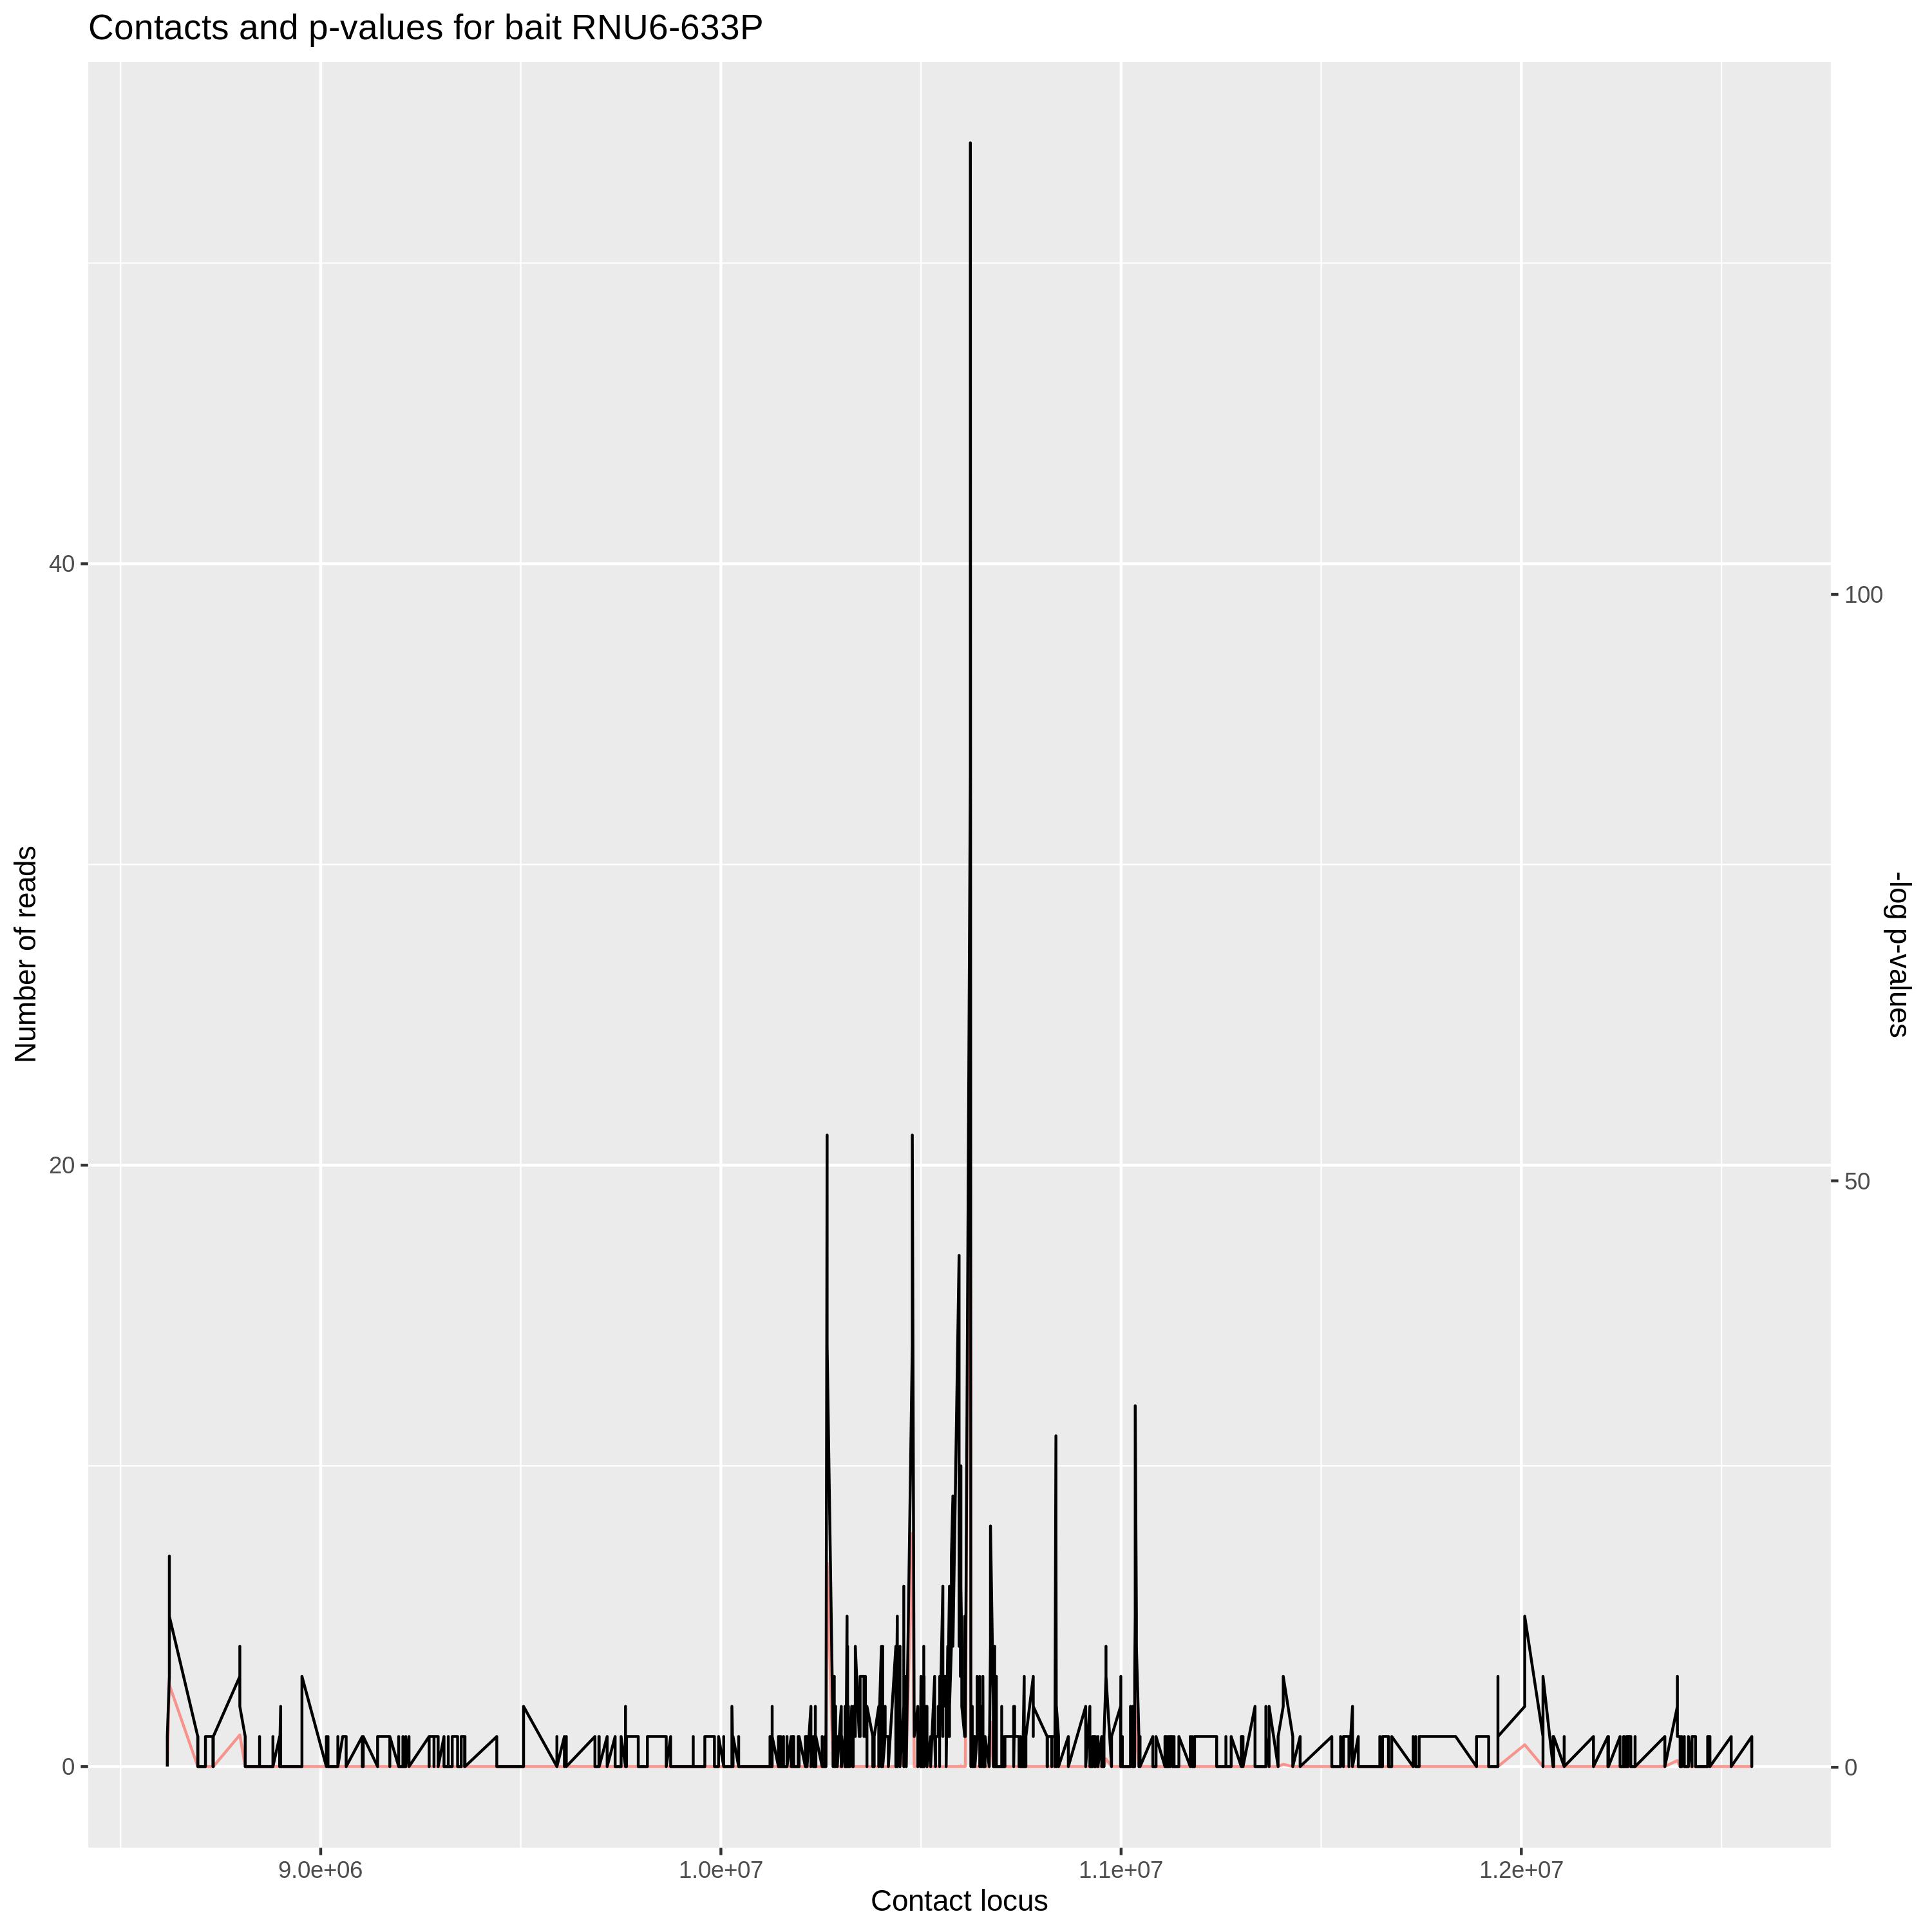 Contacts and p-values for bait RNU6-633P
40
20
0
Number of reads
100
50
0
-log p-values
9.0e+06
1.0e+07
1.1e+07
1.2e+07
Contact locus